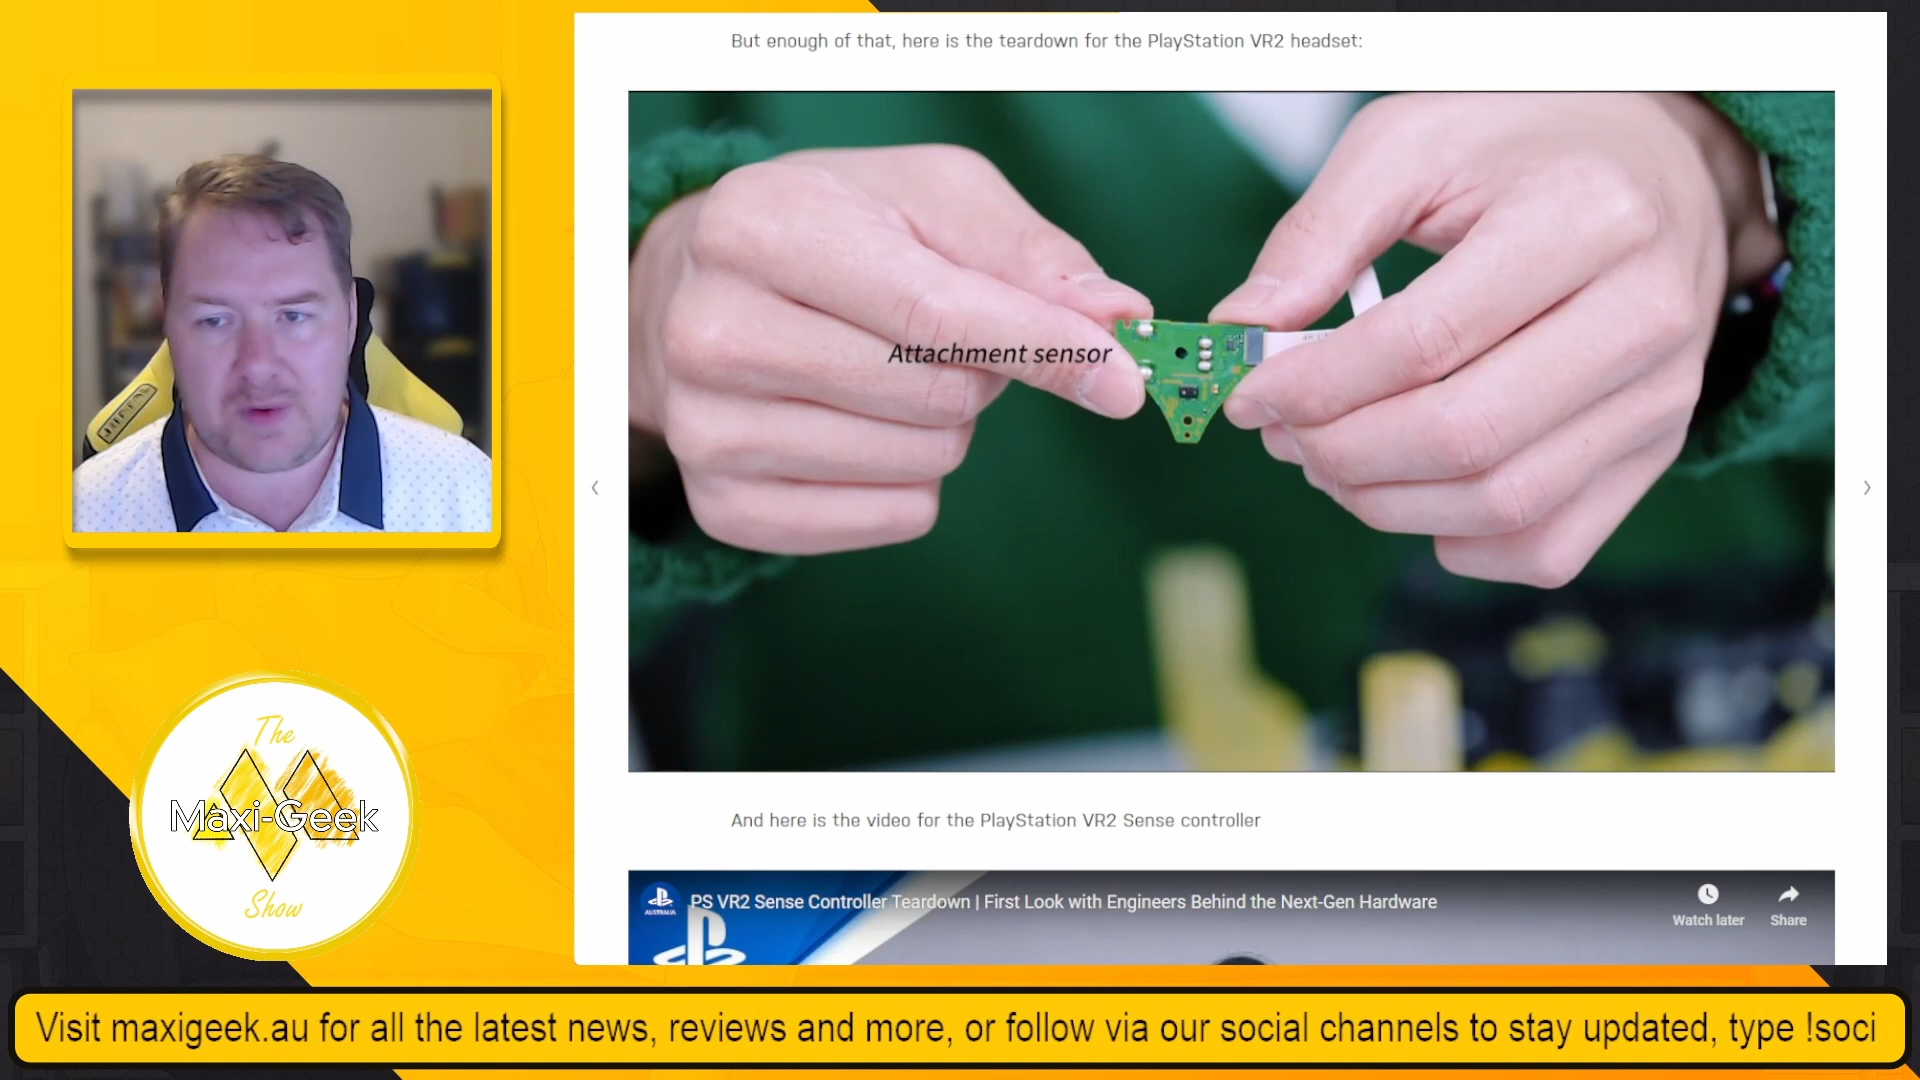 But enough of that, here is the teardown for the PlayStation VR2 headset:
Attachment sensor
And here is the video for the PlayStation VR2 Sense controller
AUSTRALIA
PS VR2 Sense Controller Teardown | First Look with Engineers Behind the Next-Gen Hardware
Watch later
Share
The
Maxi-Geek
Show
Visit maxigeek.au for all the latest news, reviews and more, or follow via our social channels to stay updated, type !soci